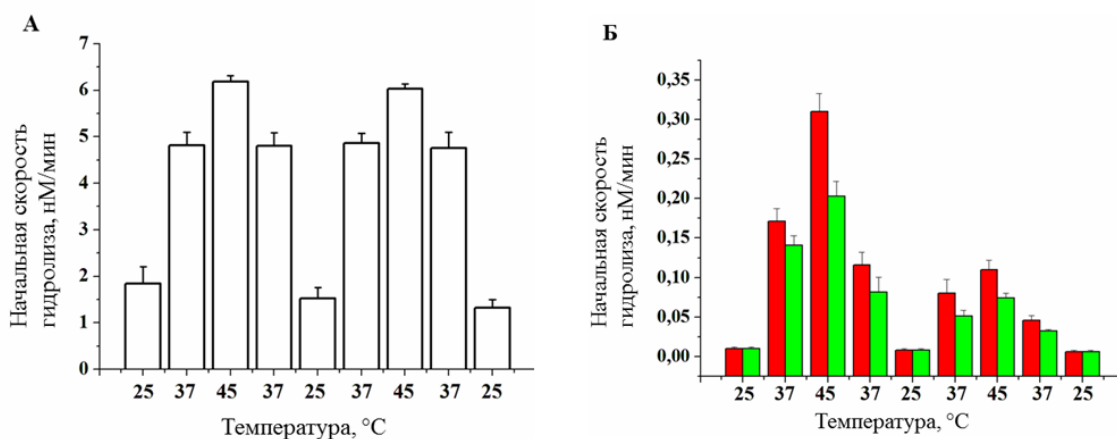 А
Начальная скорость
гидролиза, нМ/мин
7
6
5
4
3
2
1
0
25 37 45 37 25 37 45 37 25
Температура, °C
Б
Начальная скорость
гидролиза, нМ/мин
0,35
0,30
0,25
0,20
0,15
0,10
0,05
0,00
25 37 45 37 25 37 45 37 25
Температура, °C